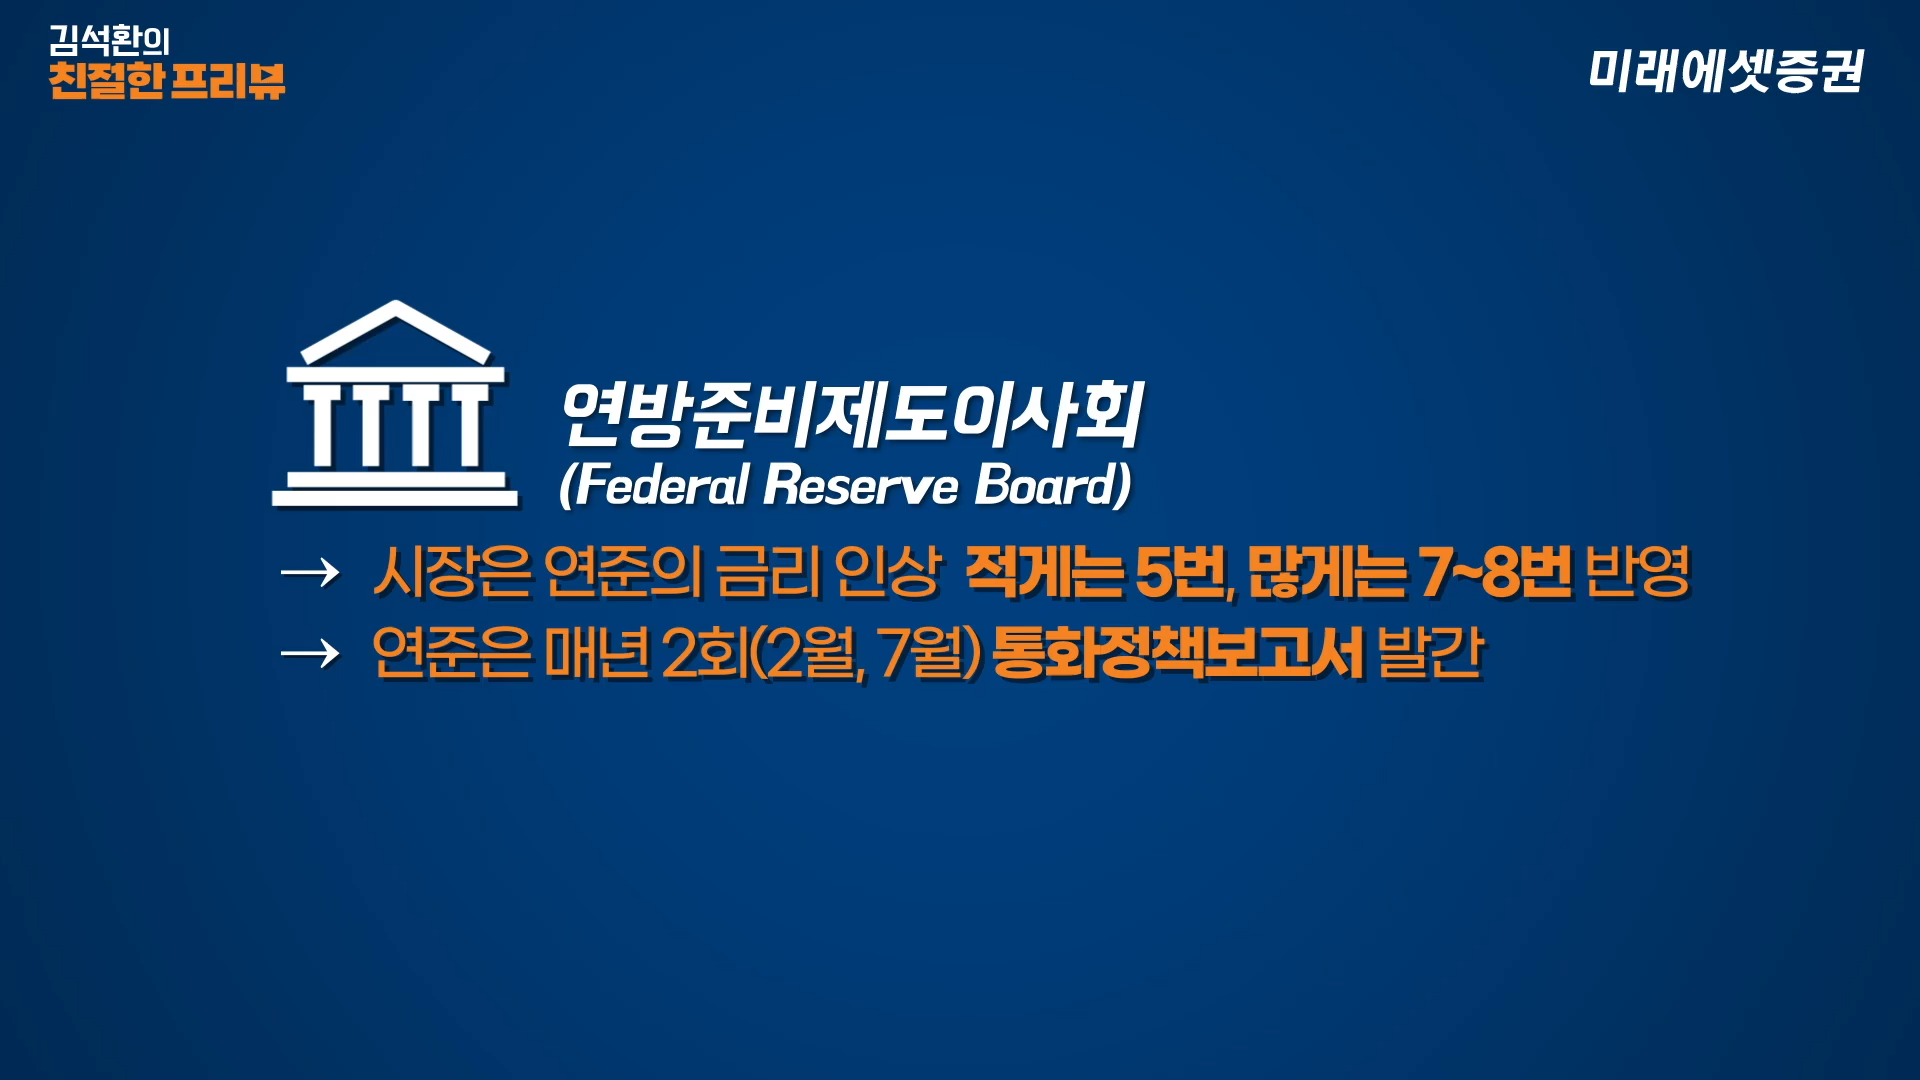 김석환의
친절한 프리뷰
미래에셋증권
연방준비제도이사회
(Federal Reserve Board)
→ 시장은 연준의 금리 인상 적게는 5번, 많게는 7~8번 반영
→ 연준은 매년 2회(2월, 7월) 통화정책보고서 발간